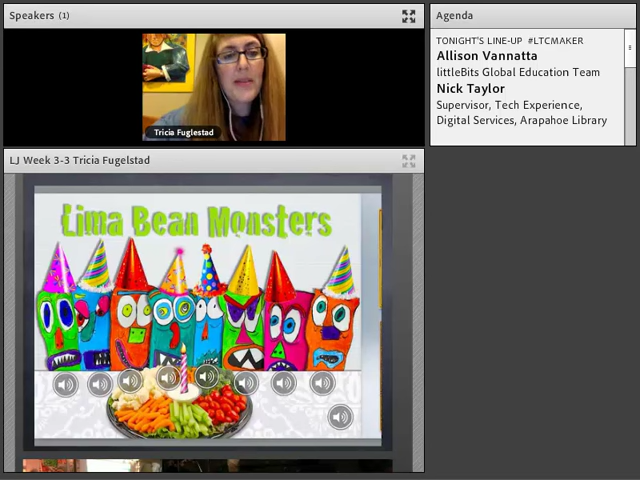 Speakers (1)
Tricia Fuglestad
Agenda
TONIGHT'S LINE-UP #LTCMAKER
Allison Vannatta
littleBits Global Education Team
Nick Taylor
Supervisor, Tech Experience,
Digital Services, Arapahoe Library
LJ Week 3-3 Tricia Fugelstad
Lima Bean Monsters